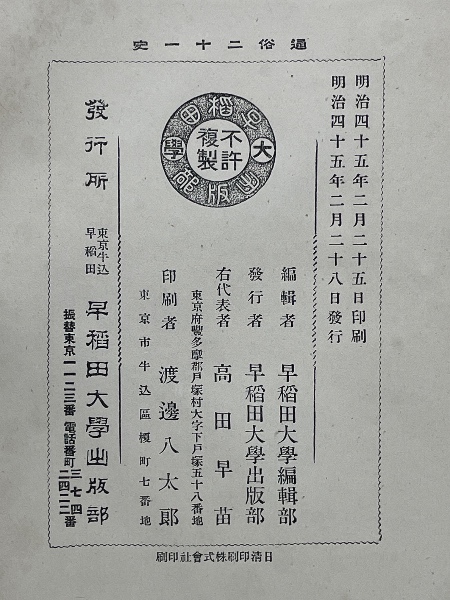 通俗二十一史
明治四十五年二月二十五日印刷
明治四十五年二月二十八日發行
早稻田大學出版部
不許複製
編輯者 早稻田大學編輯部
發行者 早稻田大學出版部
右代表者 高田早苗
東京府豐多摩郡戸塚村大字下戸塚五十八番地
印刷者 渡邊八太郎
東京市牛込區榎町七番地
發行所 東京牛込早稻田 早稻田大學出版部
振替東京一一二三番 電話番町三七四番
二四二二
日清印刷株式會社印刷